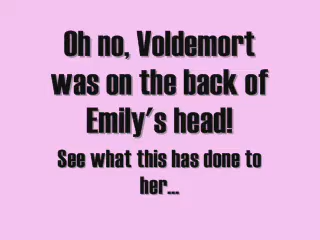 Oh no, Voldemort
was on the back of
Emily's head!
See what this has done to
her...